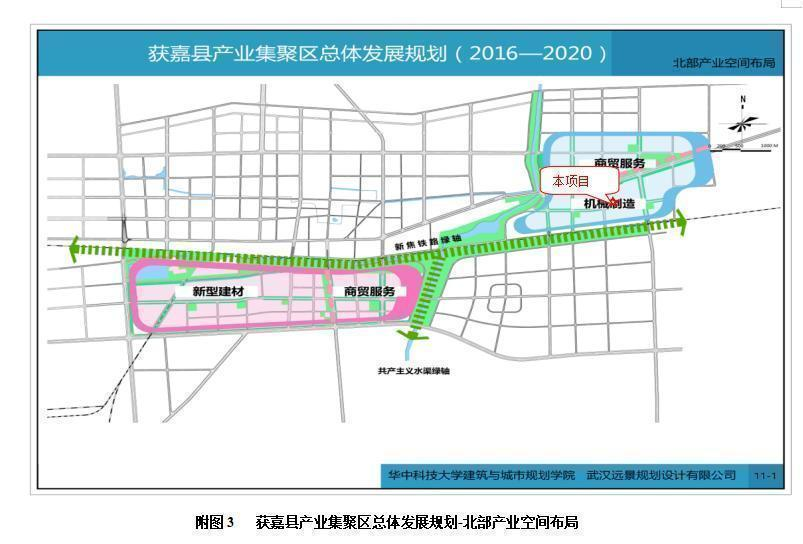 获嘉县产业集聚区总体发展规划（2016—2020）
北部产业空间布局
N
0 200 500 1000 M
商贸服务
本项目
机械制造
新焦铁路绿轴
新型建材
商贸服务
共产主义水渠绿轴
华中科技大学建筑与城市规划学院 武汉远景规划设计有限公司 11-1
附图 3 获嘉县产业集聚区总体发展规划-北部产业空间布局